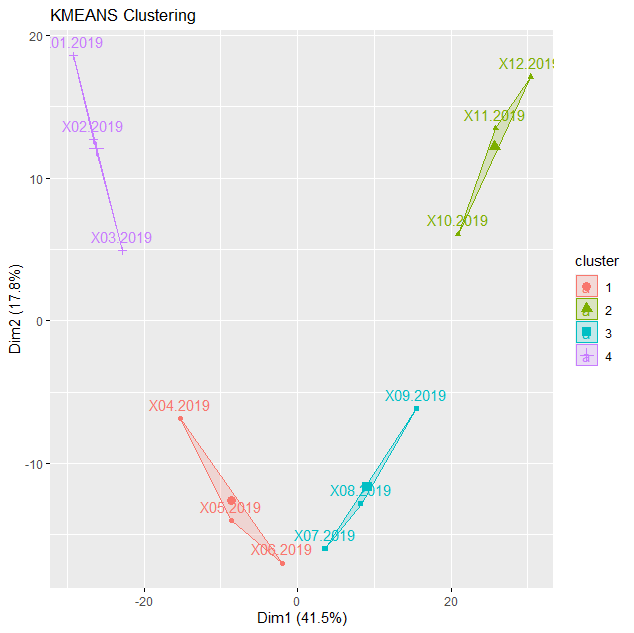 KMEANS Clustering
20
01.2019
X12.2019
X11.2019
X02.2019
10
X10.2019
X03.2019
cluster
1
2
3
4
Dim2 (17.8%)
0
X09.2019
X04.2019
-10
X08.2019
X05.2019
X07.2019
X06.2019
-20
0
20
Dim1 (41.5%)